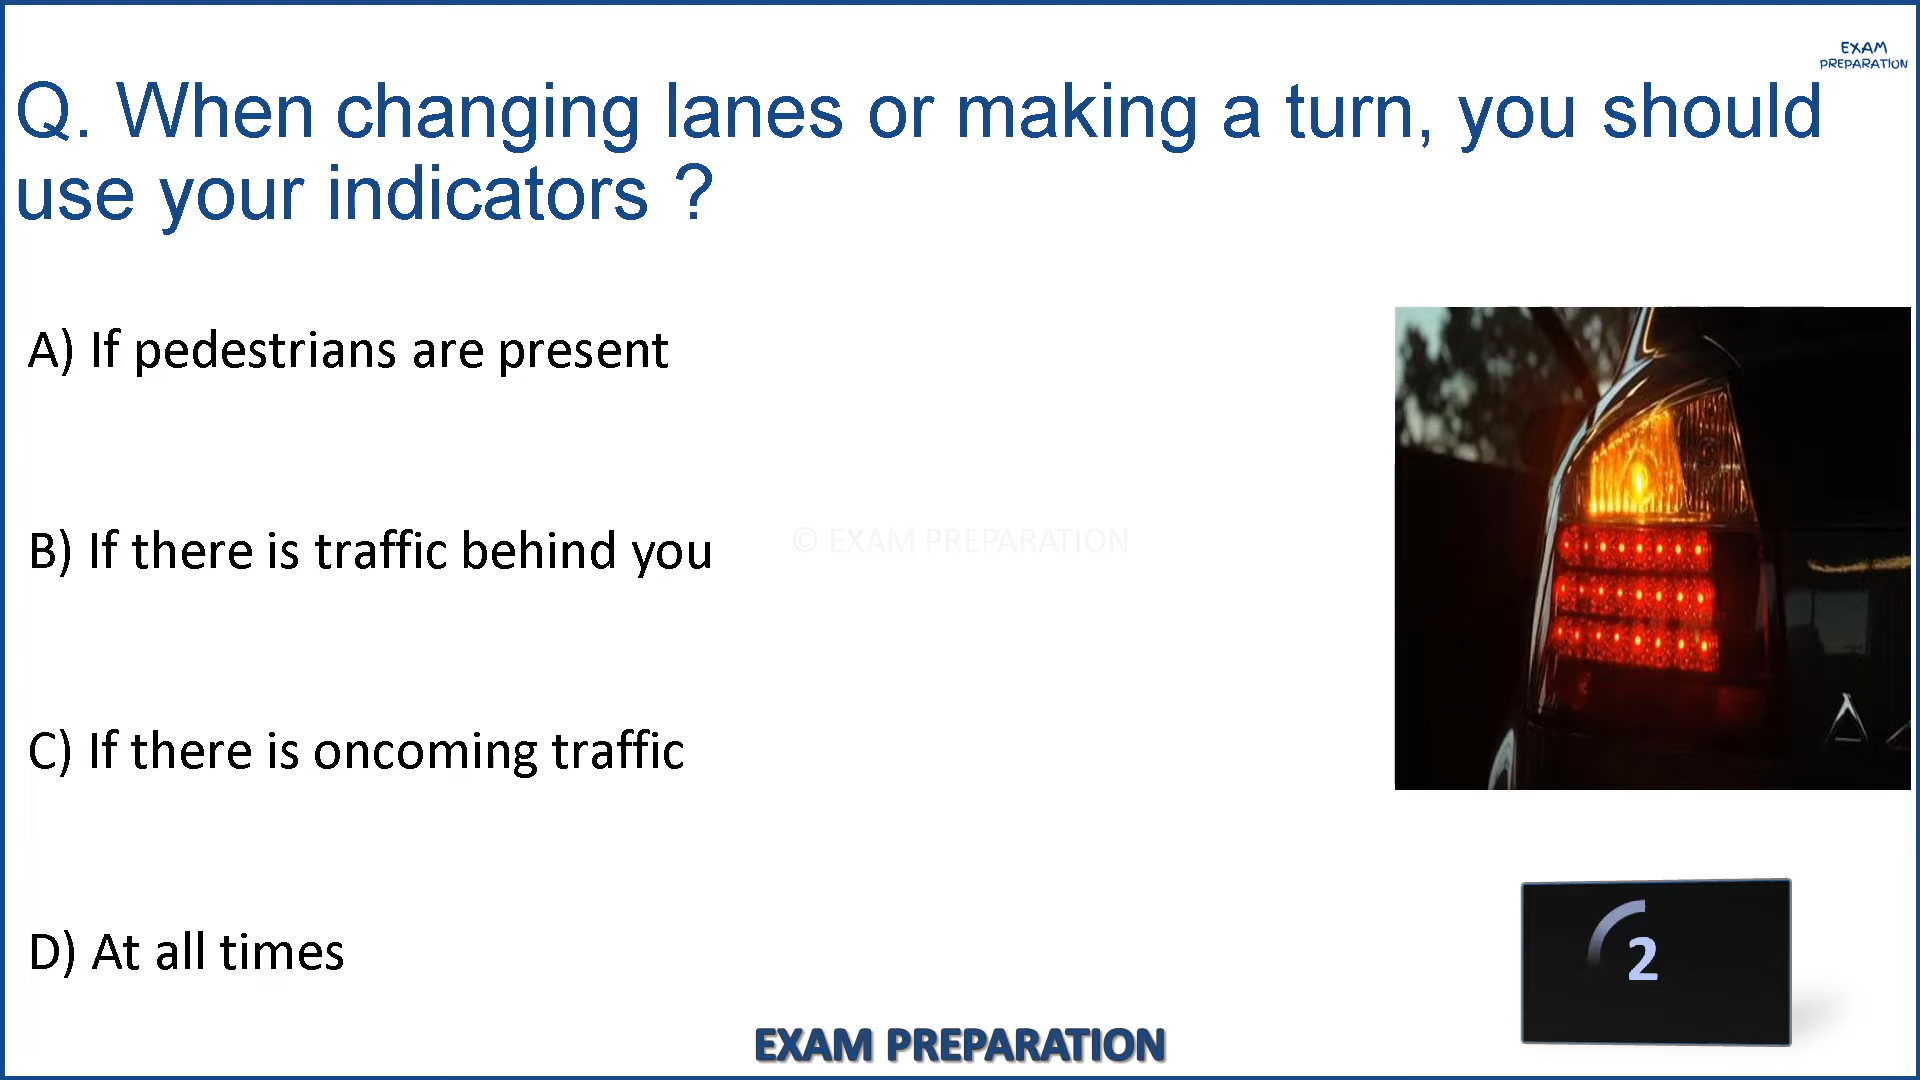 EXAM
PREPARATION
Q. When changing lanes or making a turn, you should
use your indicators ?
A) If pedestrians are present
B) If there is traffic behind you
© EXAM PREPARATION
C) If there is oncoming traffic
D) At all times
2
EXAM PREPARATION